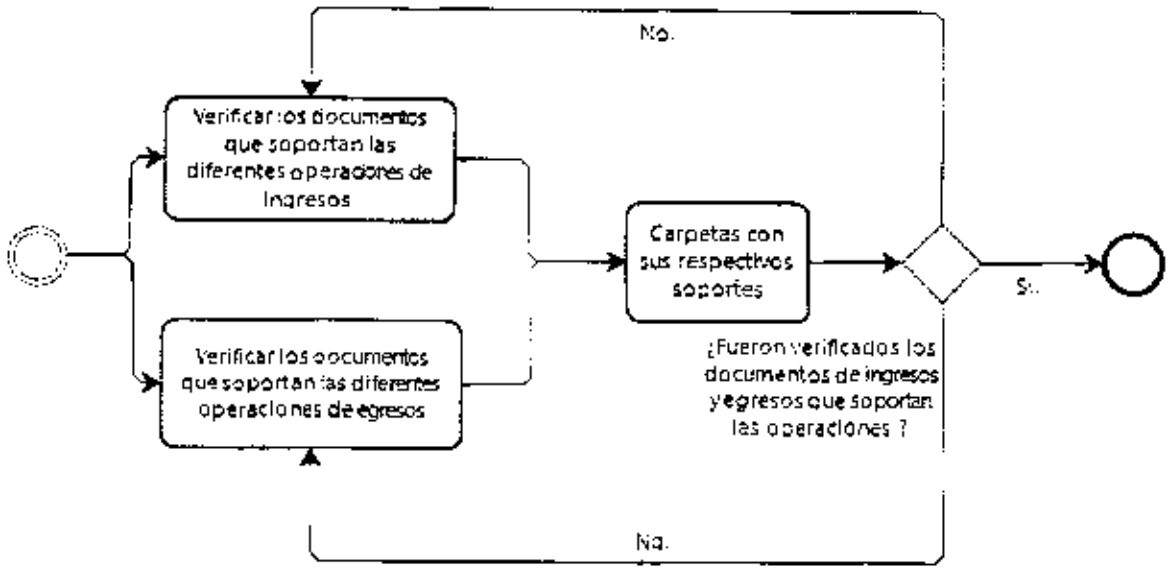 No.
Verificar los documentos
que soportan las
diferentes operaciones de
Ingresos
Carpetas con
sus respectivos
soportes
Si.
Verificar los documentos
que soportan las diferentes
operaciones de egresos
¿Fueron verificados los
documentos de ingresos
y egresos que soportan
las operaciones ?
No.